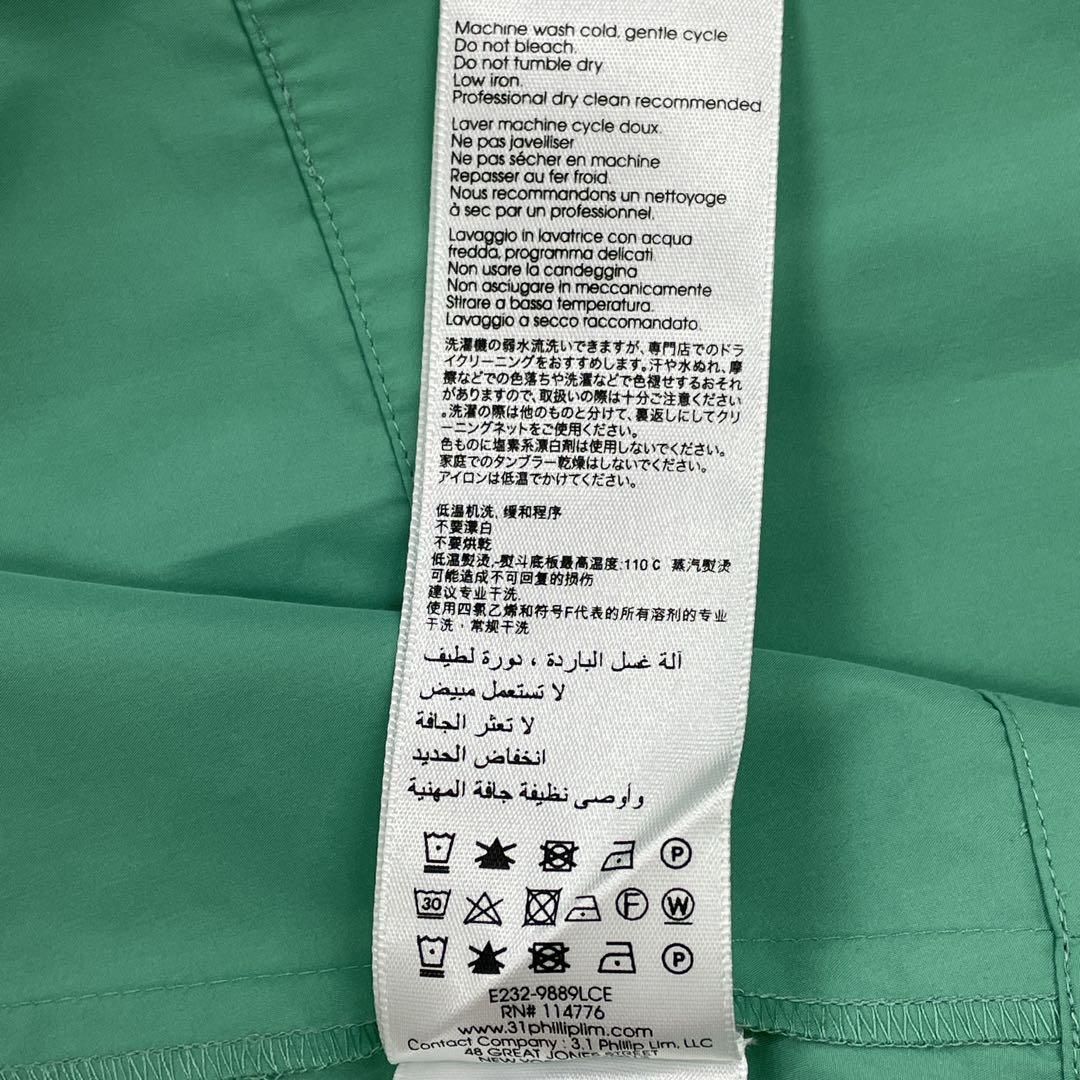 Machine wash cold, gentle cycle
Do not bleach.
Do not tumble dry
Low iron.
Professional dry clean recommended
Laver machine cycle doux.
Ne pas javelliser
Ne pas sécher en machine
Repasser au fer froid.
Nous recommandons un nettoyage
à sec par un professionnel.
Lavaggio in lavatrice con acqua
fredda, programma delicati
Non usare la candeggina
Non asciugare in meccanicamente
Stirare a bassa temperatura.
Lavaggio a secco raccomandato.
洗濯機の弱水流洗いできますが、専門店でのドラ
イクリーニングをおすすめします。汗や水ぬれ、摩
擦などでの色落ちや洗濯などで色褪せするおそれ
がありますので、取扱いの際は十分ご注意ください
。洗濯の際は他のものと分けて、裏返しにしてクリ
ーニングネットをご使用ください。
色ものに塩素系漂白剤は使用しないでください。
家庭でのタンブラー乾燥はしないでください。
アイロンは低温でかけてください。
低温机洗、缓和程序
不要漂白
不要烘乾
低温熨烫,-熨斗底板最高温度:110 C 蒸汽熨烫
可能造成不可回复的损伤
建议专业干洗.
使用四氯乙烯和符号F代表的所有溶剂的专业
干洗，常规干洗
آلة غسل الباردة ، دورة لطيف
لا تستعمل مبيض
لا تعثر الجافة
انخفاض الحديد
وأوصى نظيفة جافة المهنية
P
30 F W
P
E232-9889LCE
RN# 114776
www.31philliplim.com
Contact Company : 3.1 Phillip Lim, LLC
48 GREAT JONES STREET
NEW YO